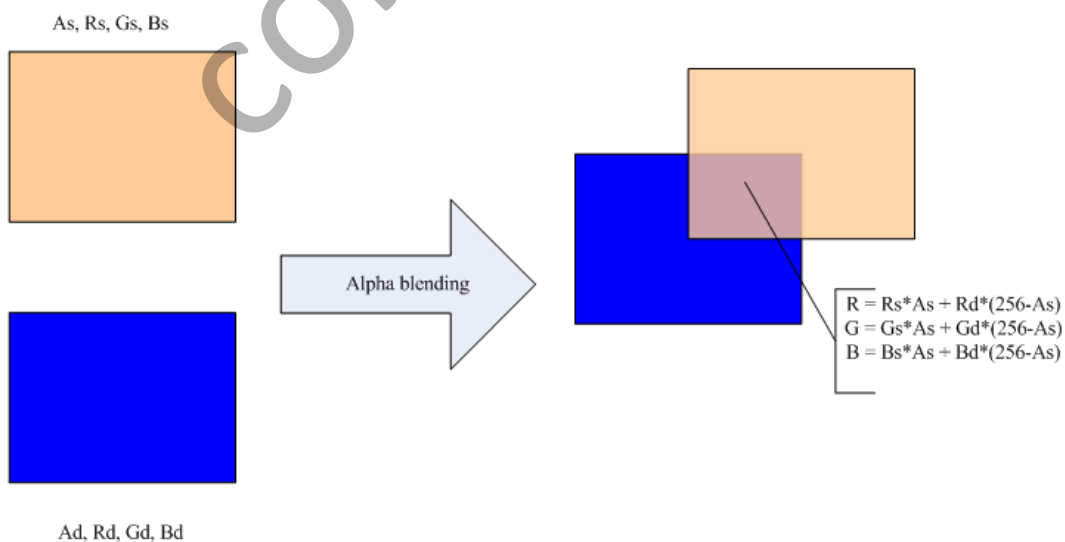 As, Rs, Gs, Bs
Alpha blending
R = Rs*As + Rd*(256-As)
G = Gs*As + Gd*(256-As)
B = Bs*As + Bd*(256-As)
Ad, Rd, Gd, Bd